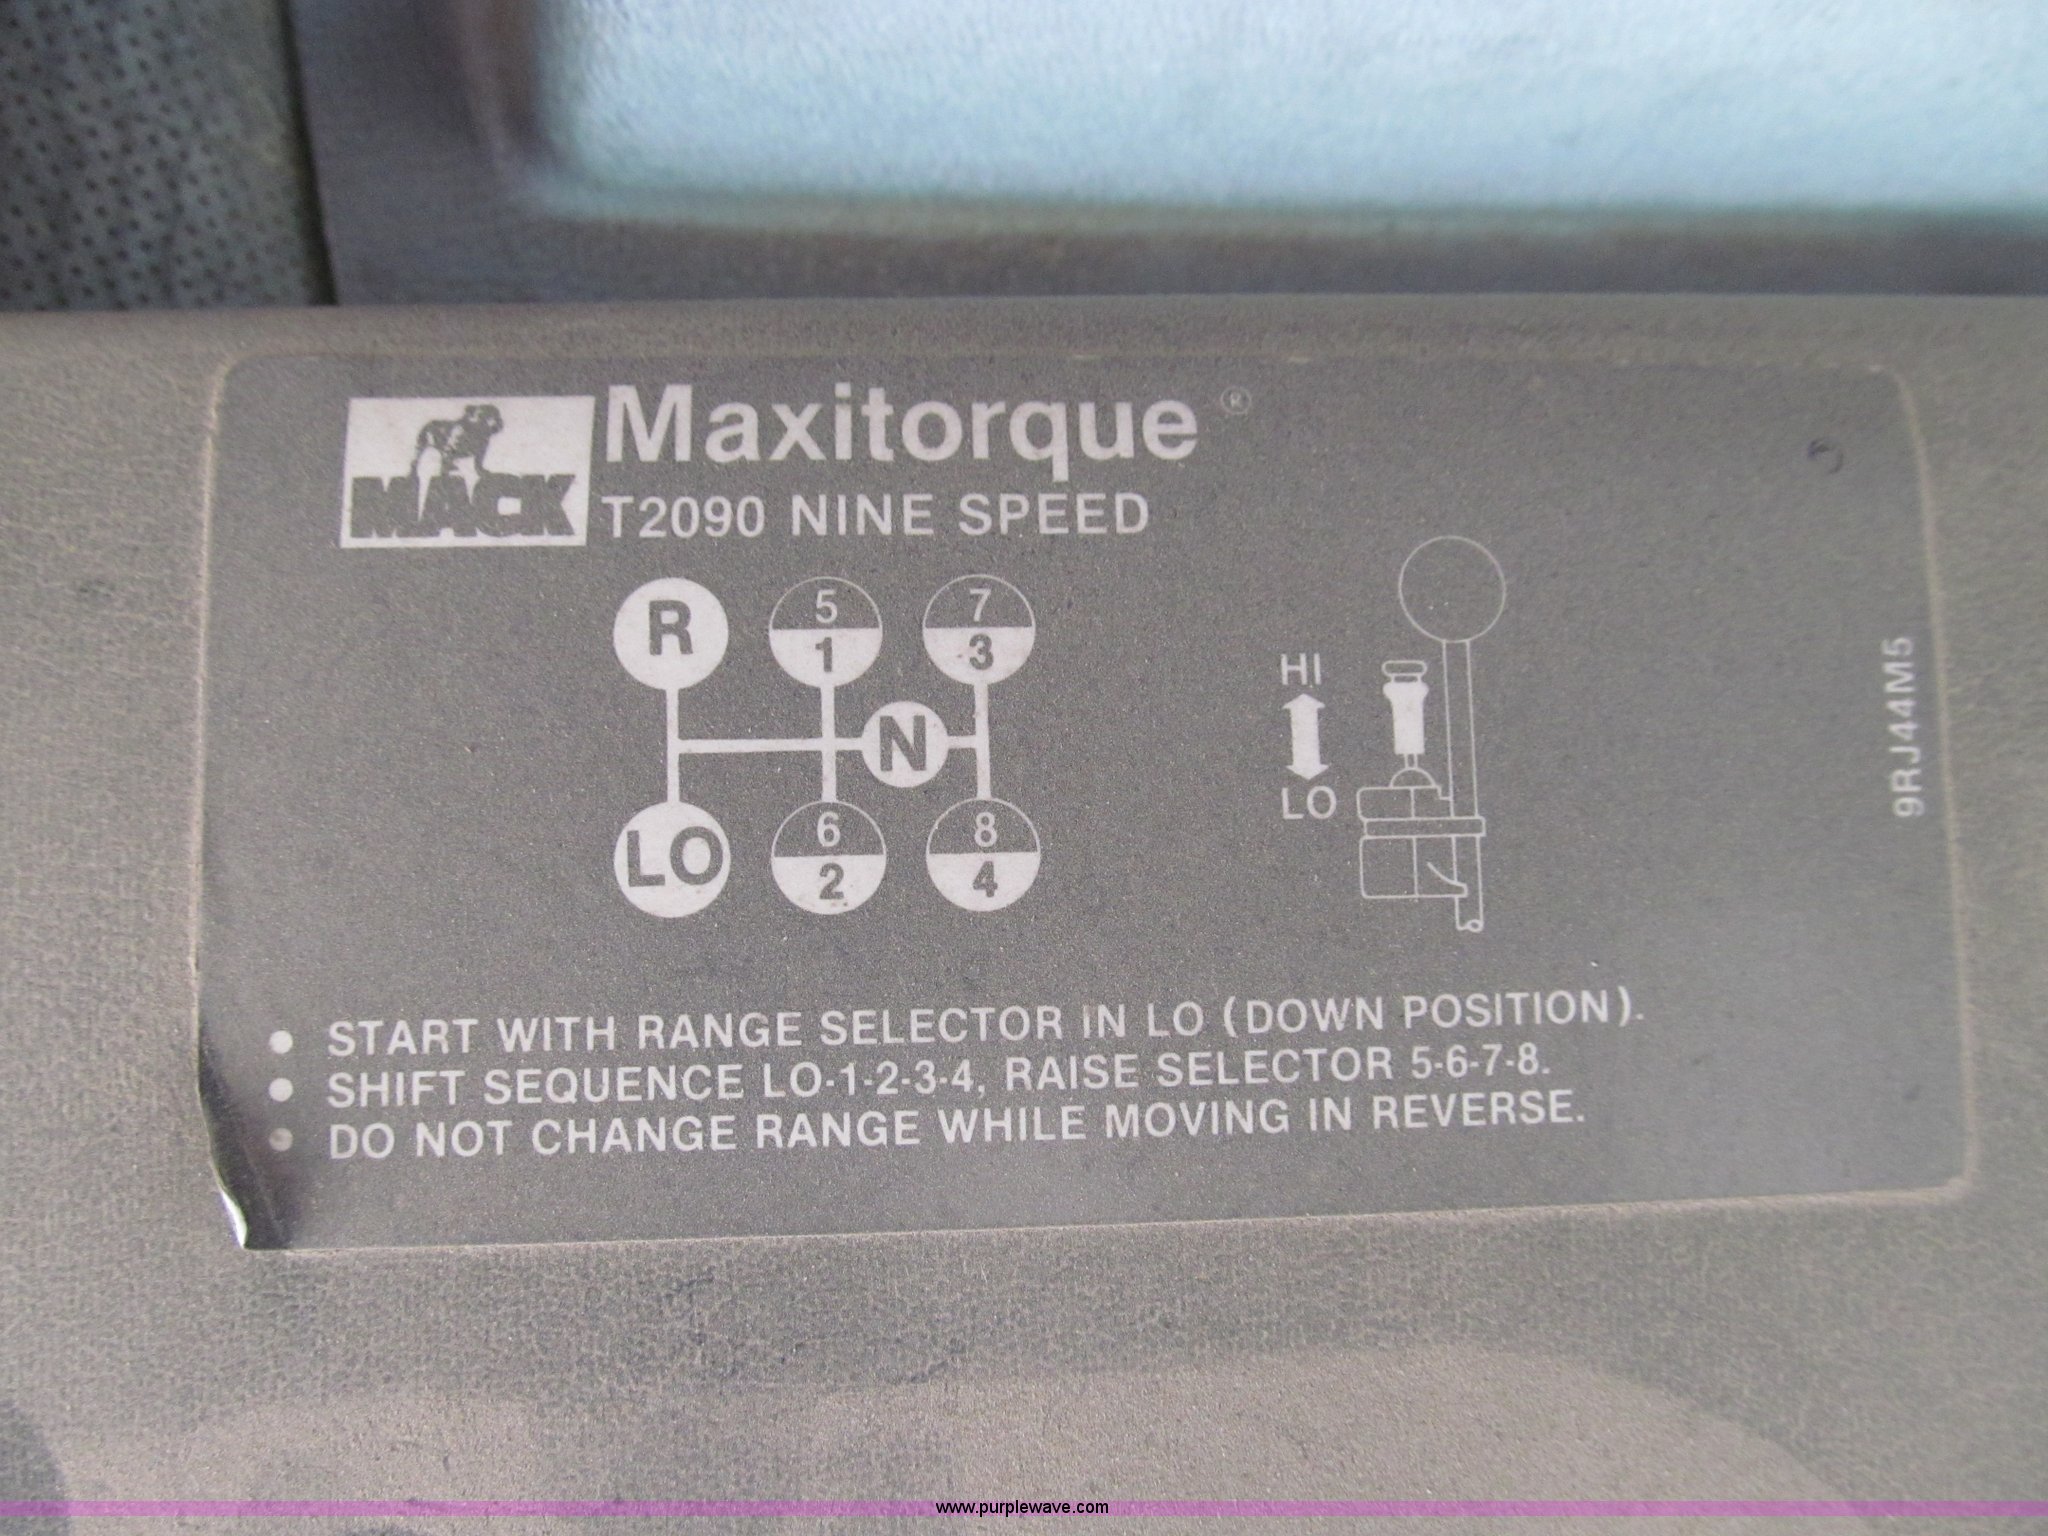 MACK
Maxitorque®
T2090 NINE SPEED
R 5 7
1 3
N
LO 6 8
2 4
HI
LO
9RJ44M5
• START WITH RANGE SELECTOR IN LO (DOWN POSITION).
• SHIFT SEQUENCE LO-1-2-3-4, RAISE SELECTOR 5-6-7-8.
• DO NOT CHANGE RANGE WHILE MOVING IN REVERSE.
www.purplewave.com